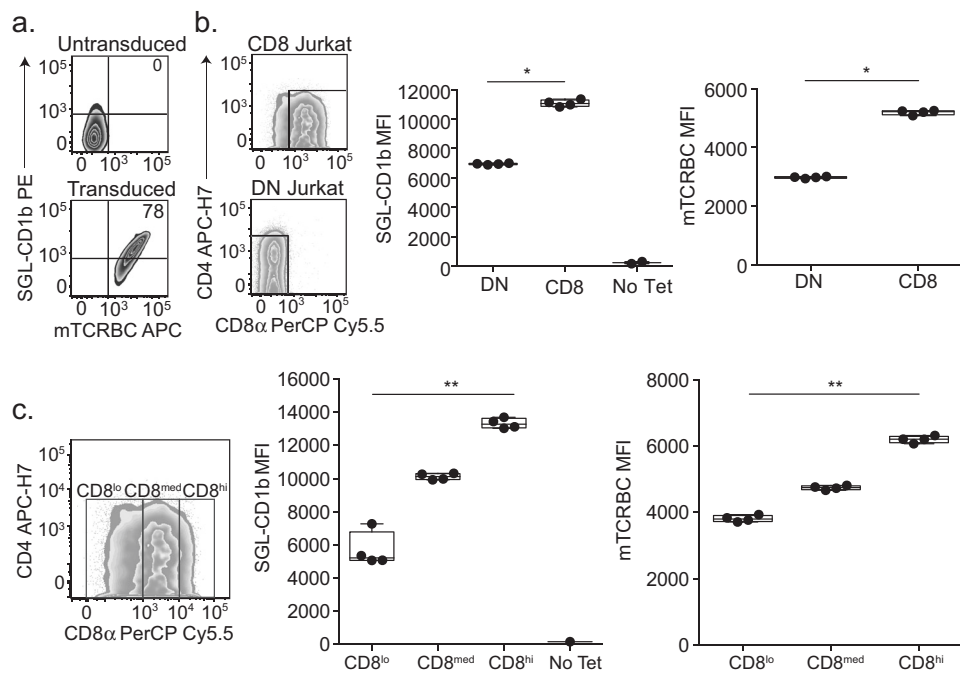 a.
Untransduced
0
10⁵
10³
0
0 10³ 10⁵
Transduced
78
10⁵
10³
0
0 10³ 10⁵
SGL-CD1b PE
mTCRBC APC
b.
CD8 Jurkat
10⁵
10³
0
0 10³ 10⁵
DN Jurkat
10⁵
10³
0
0 10³ 10⁵
CD4 APC-H7
CD8α PerCP Cy5.5
SGL-CD1b MFI
12000
10000
8000
6000
4000
2000
0
*
DN CD8 No Tet
mTCRBC MFI
6000
4000
2000
0
*
DN CD8
c.
CD4 APC-H7
10⁵
10⁴
10³
0
CD8ˡᵒ CD8ᵐᵉᵈ CD8ʰⁱ
0 10³ 10⁴ 10⁵
CD8α PerCP Cy5.5
SGL-CD1b MFI
16000
14000
12000
10000
8000
6000
4000
2000
0
**
CD8ˡᵒ CD8ᵐᵉᵈ CD8ʰⁱ No Tet
mTCRBC MFI
8000
6000
4000
2000
0
**
CD8ˡᵒ CD8ᵐᵉᵈ CD8ʰⁱ